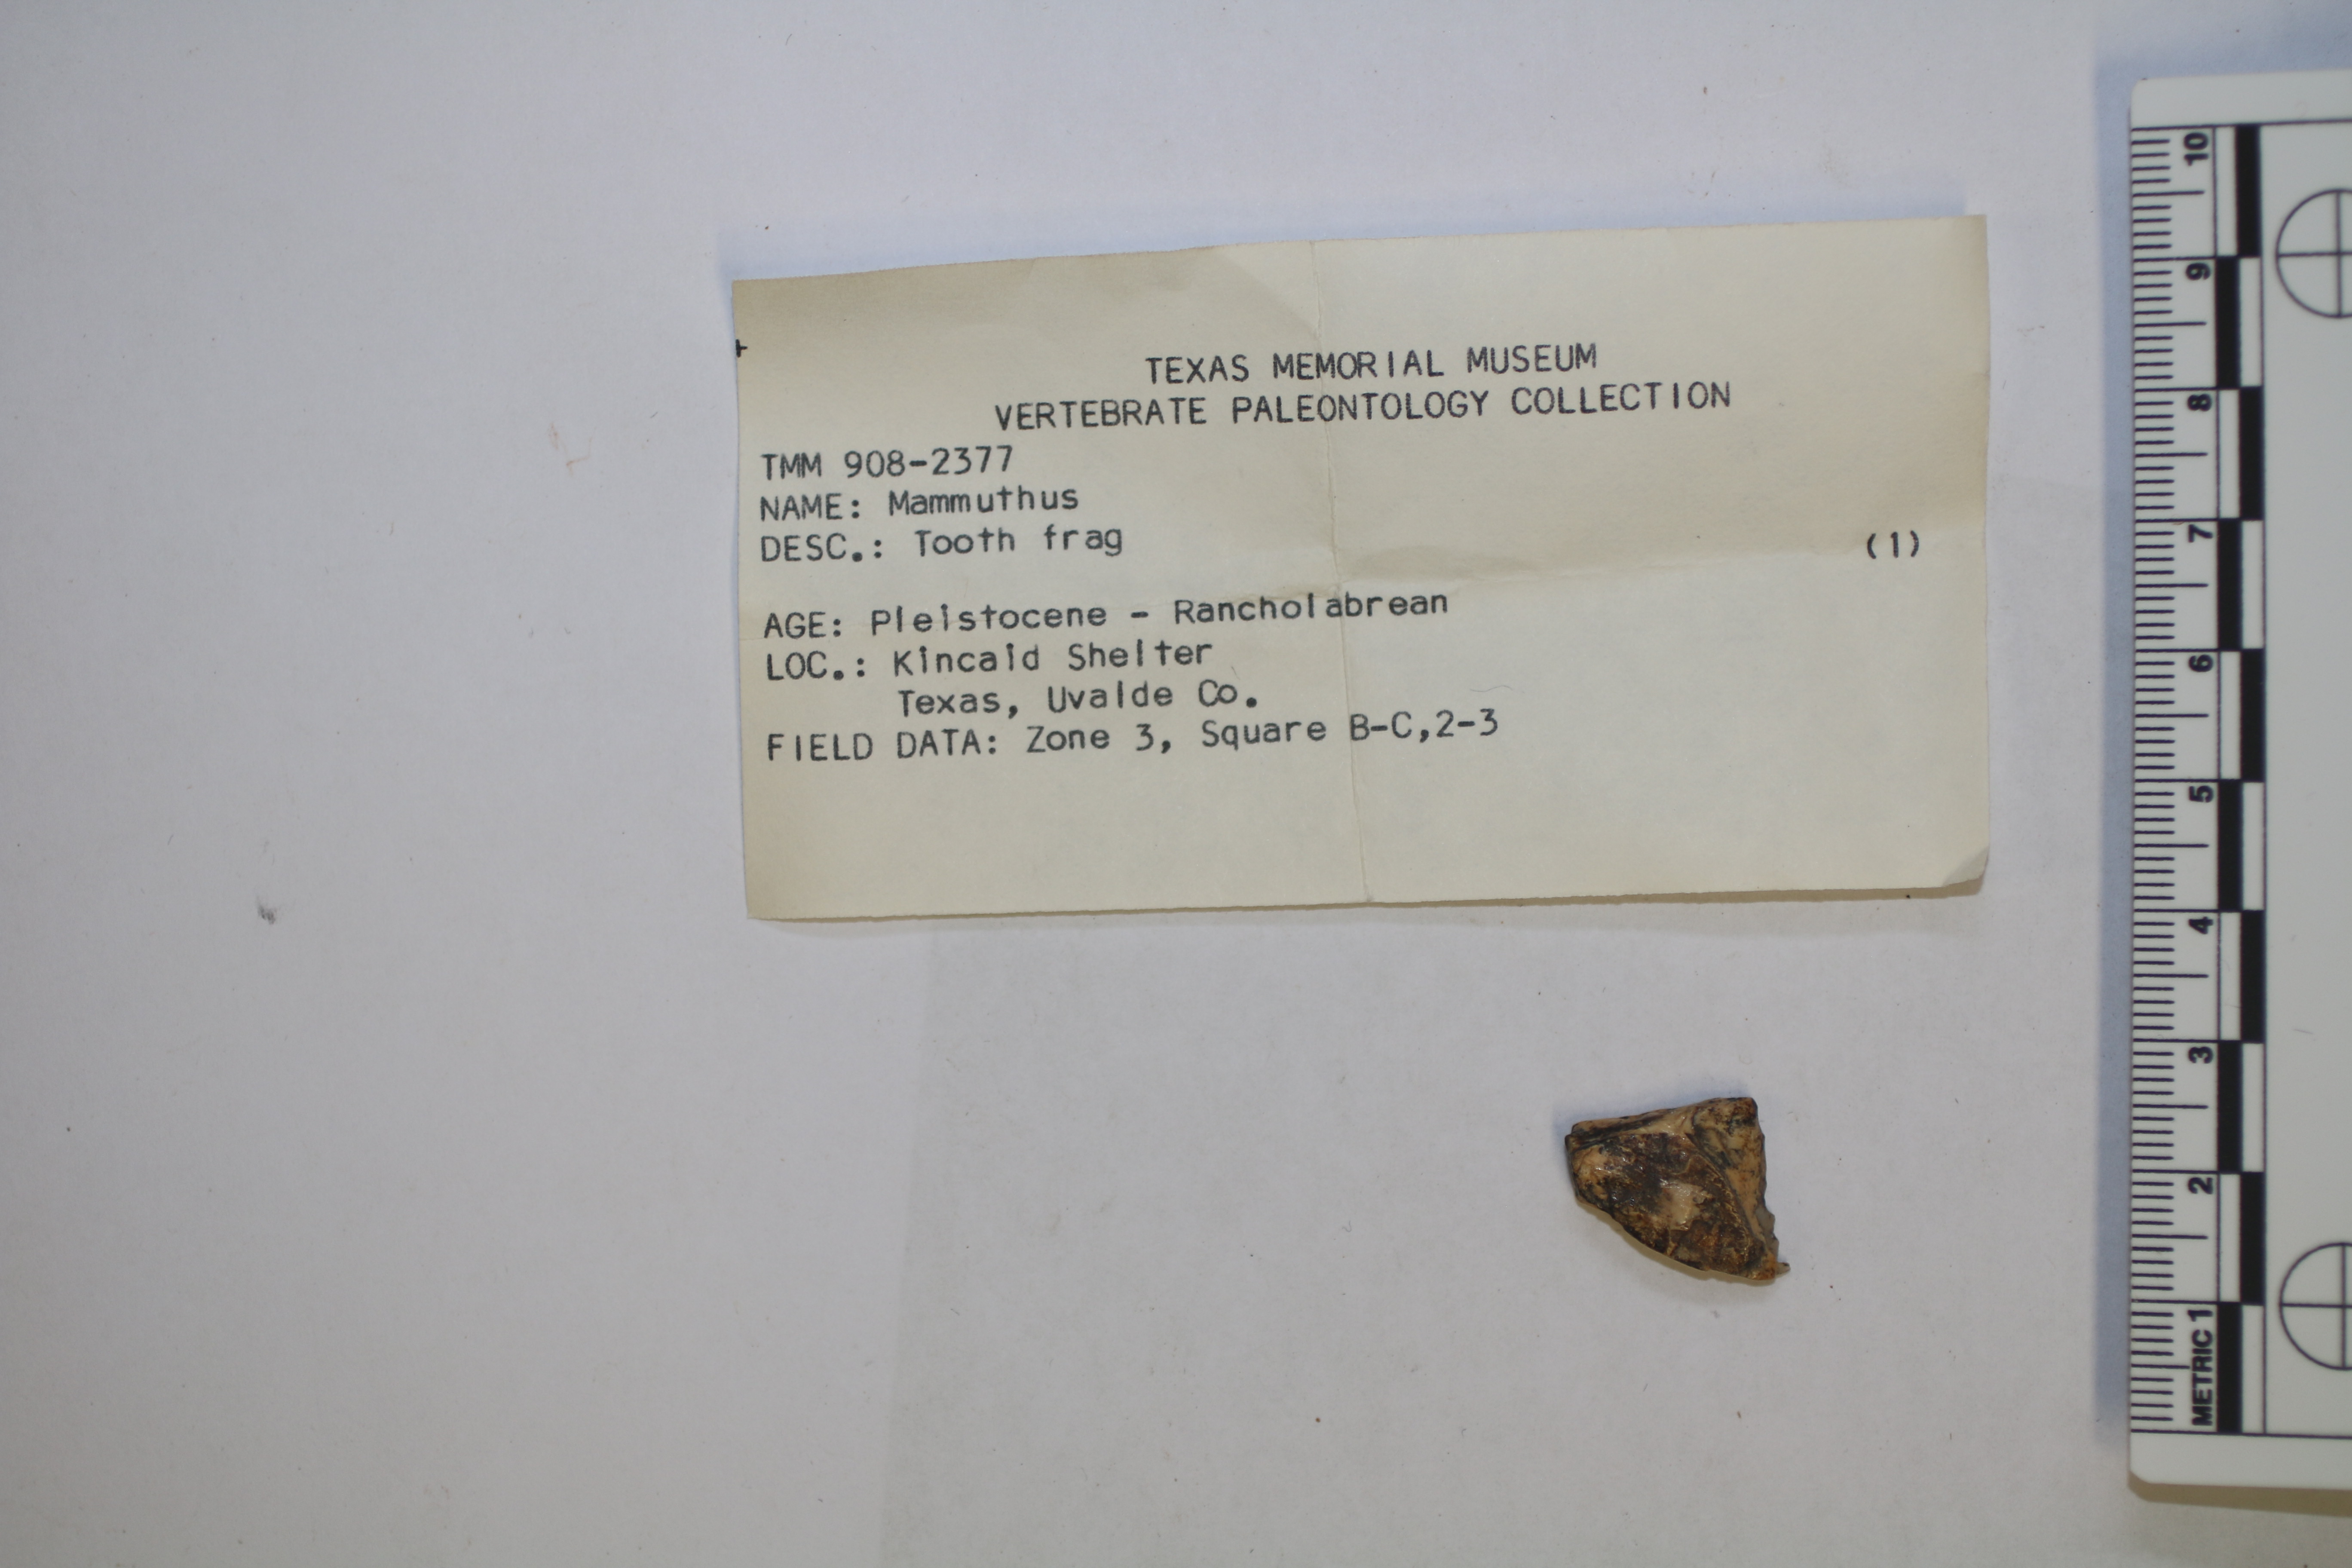 TEXAS MEMORIAL MUSEUM
VERTEBRATE PALEONTOLOGY COLLECTION
TMM 908-2377
NAME: Mammuthus
DESC.: Tooth frag (1)
AGE: Pleistocene - Rancholabrean
LOC.: Kincaid Shelter
Texas, Uvalde Co.
FIELD DATA: Zone 3, Square B-C,2-3
METRIC 1 2 3 4 5 6 7 8 9 10